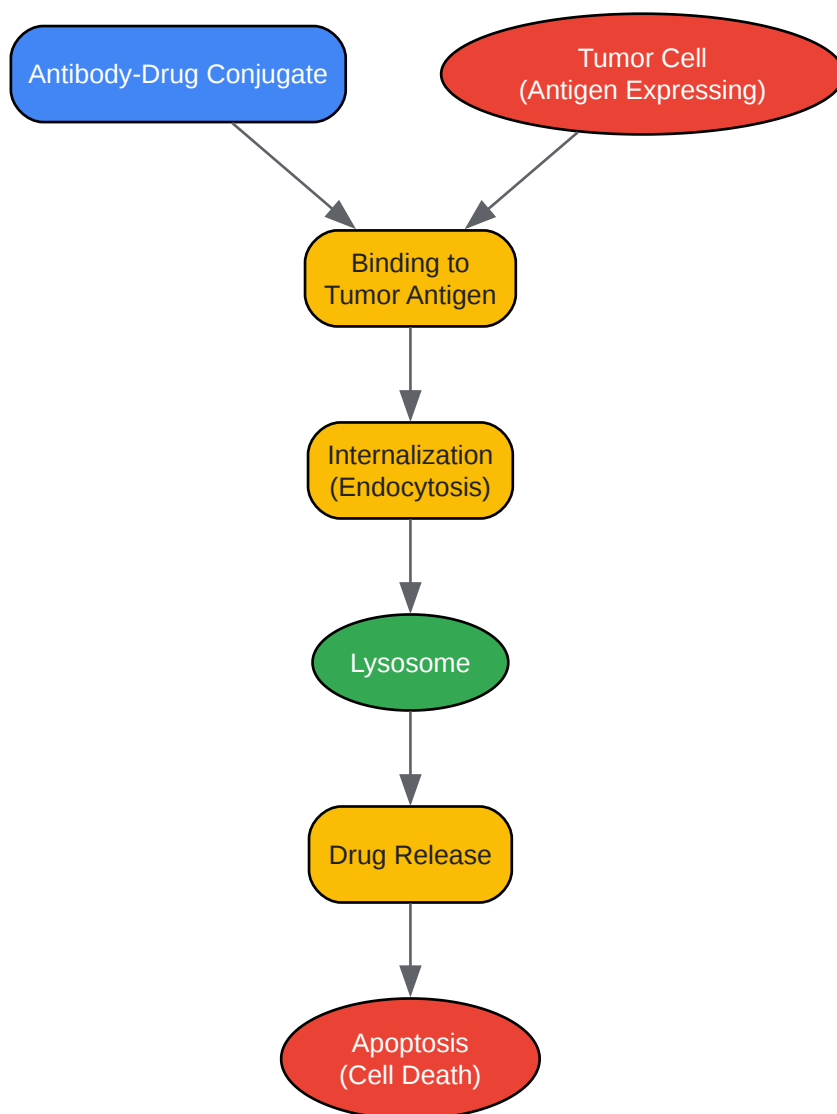 Antibody-Drug Conjugate
Tumor Cell
(Antigen Expressing)
Binding to
Tumor Antigen
Internalization
(Endocytosis)
Lysosome
Drug Release
Apoptosis
(Cell Death)